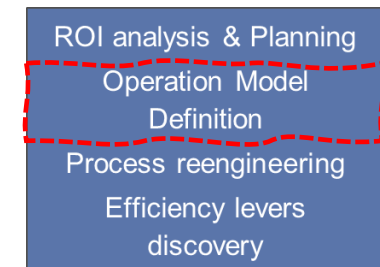 ROI analysis & Planning
Operation Model
Definition
Process reengineering
Efficiency levers
discovery